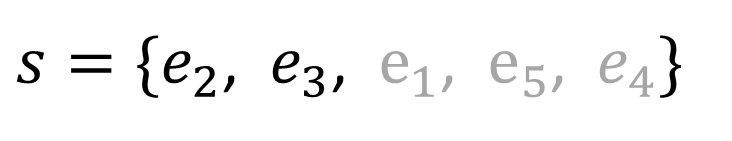 s = {e₂, e₃, e₁, e₅, e₄}